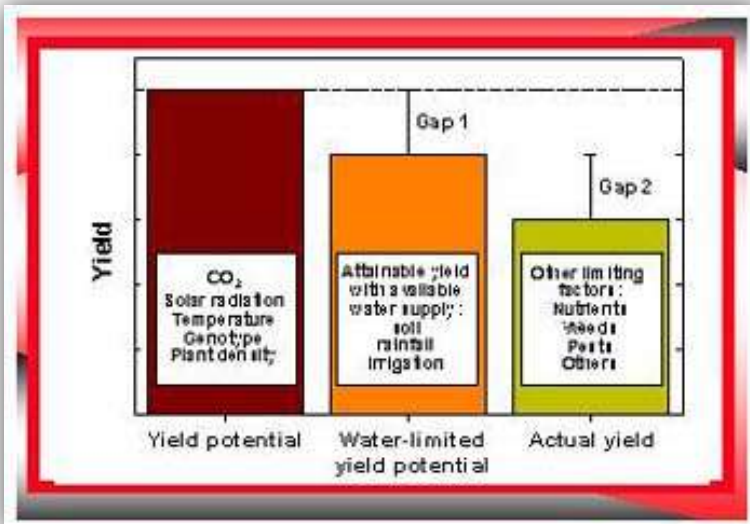 Yield
Gap 1
Gap 2
CO₂
Solar radiation
Temperature
Genotype
Plant density
Attainable yield
with available
water supply:
soil
rainfall
irrigation
Other limiting
factors:
Nutrients
Weeds
Pests
Others
Yield potential
Water-limited
yield potential
Actual yield